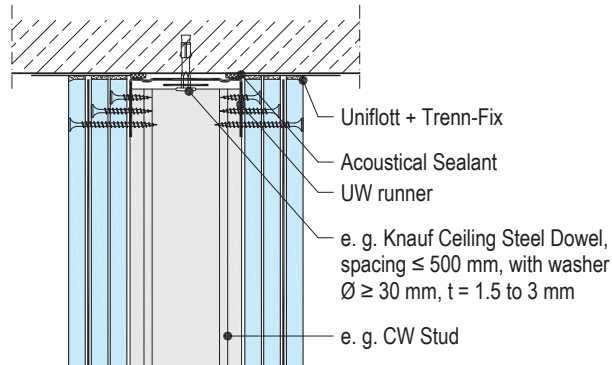 Uniflott + Trenn-Fix
Acoustical Sealant
UW runner
e. g. Knauf Ceiling Steel Dowel,
spacing ≤ 500 mm, with washer
Ø ≥ 30 mm, t = 1.5 to 3 mm
e. g. CW Stud